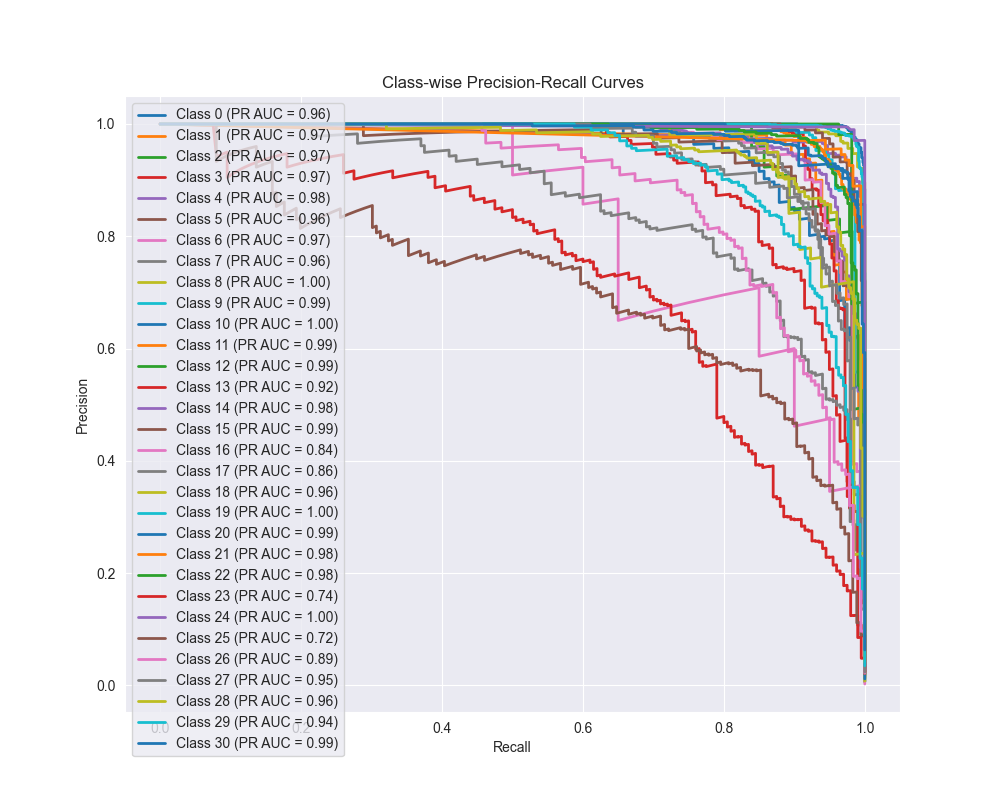 Class-wise Precision-Recall Curves
1.0
0.8
0.6
0.4
0.2
0.0
Precision
Class 0 (PR AUC = 0.96)
Class 1 (PR AUC = 0.97)
Class 2 (PR AUC = 0.97)
Class 3 (PR AUC = 0.97)
Class 4 (PR AUC = 0.98)
Class 5 (PR AUC = 0.96)
Class 6 (PR AUC = 0.97)
Class 7 (PR AUC = 0.96)
Class 8 (PR AUC = 1.00)
Class 9 (PR AUC = 0.99)
Class 10 (PR AUC = 1.00)
Class 11 (PR AUC = 0.99)
Class 12 (PR AUC = 0.99)
Class 13 (PR AUC = 0.92)
Class 14 (PR AUC = 0.98)
Class 15 (PR AUC = 0.99)
Class 16 (PR AUC = 0.84)
Class 17 (PR AUC = 0.86)
Class 18 (PR AUC = 0.96)
Class 19 (PR AUC = 1.00)
Class 20 (PR AUC = 0.99)
Class 21 (PR AUC = 0.98)
Class 22 (PR AUC = 0.98)
Class 23 (PR AUC = 0.74)
Class 24 (PR AUC = 1.00)
Class 25 (PR AUC = 0.72)
Class 26 (PR AUC = 0.89)
Class 27 (PR AUC = 0.95)
Class 28 (PR AUC = 0.96)
Class 29 (PR AUC = 0.94)
Class 30 (PR AUC = 0.99)
0.0 0.2 0.4 0.6 0.8 1.0
Recall